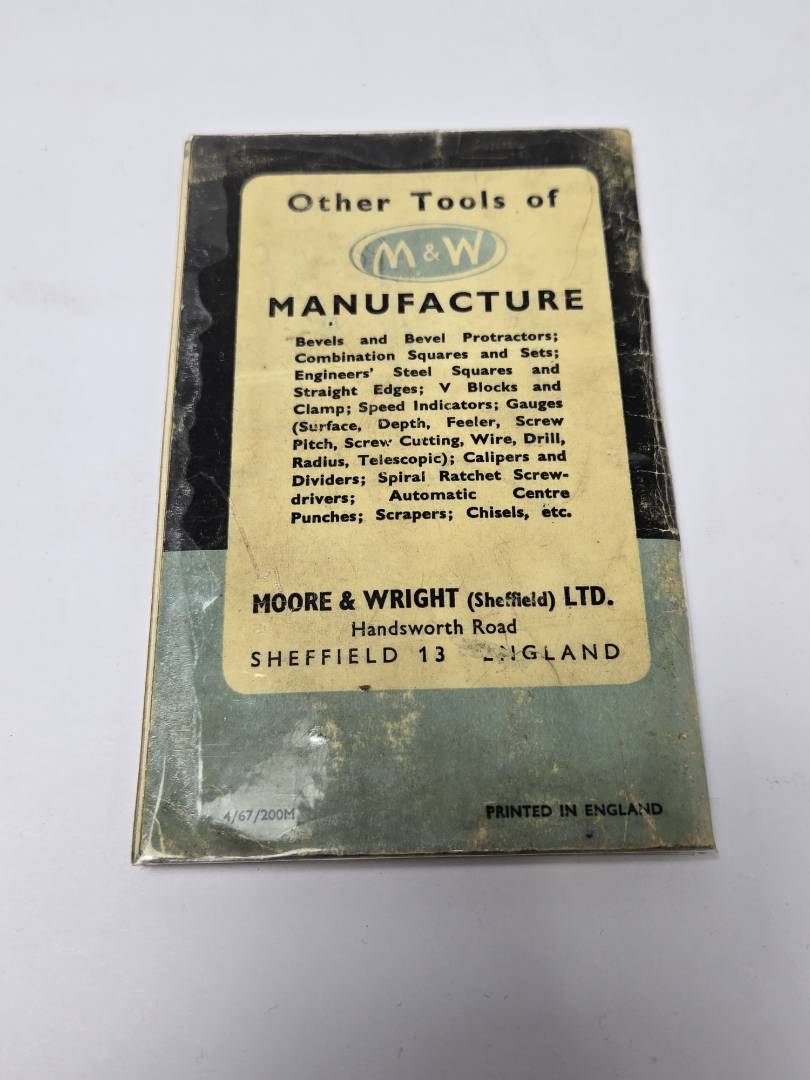 Other Tools of
M & W
MANUFACTURE
Bevels and Bevel Protractors;
Combination Squares and Sets;
Engineers' Steel Squares and
Straight Edges; V Blocks and
Clamp; Speed Indicators; Gauges
(Surface, Depth, Feeler, Screw
Pitch, Screw Cutting, Wire, Drill,
Radius, Telescopic); Calipers and
Dividers; Spiral Ratchet Screw-
drivers; Automatic Centre
Punches; Scrapers; Chisels, etc.
MOORE & WRIGHT (Sheffield) LTD.
Handsworth Road
SHEFFIELD 13 ENGLAND
4/67/200M
PRINTED IN ENGLAND